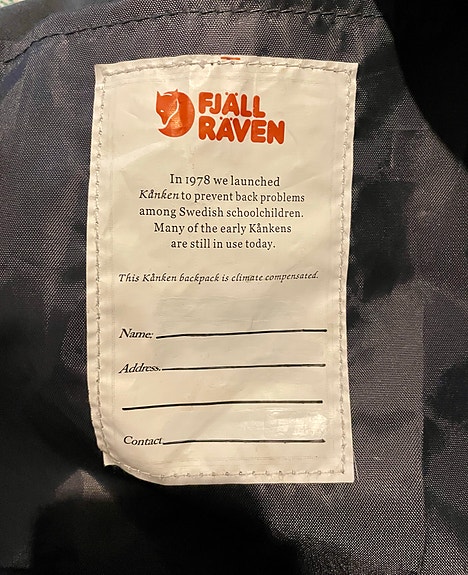 FJÄLL
RÄVEN
In 1978 we launched
Kånken to prevent back problems
among Swedish schoolchildren.
Many of the early Kånkens
are still in use today.
This Kånken backpack is climate compensated.
Name:
Address.
Contact